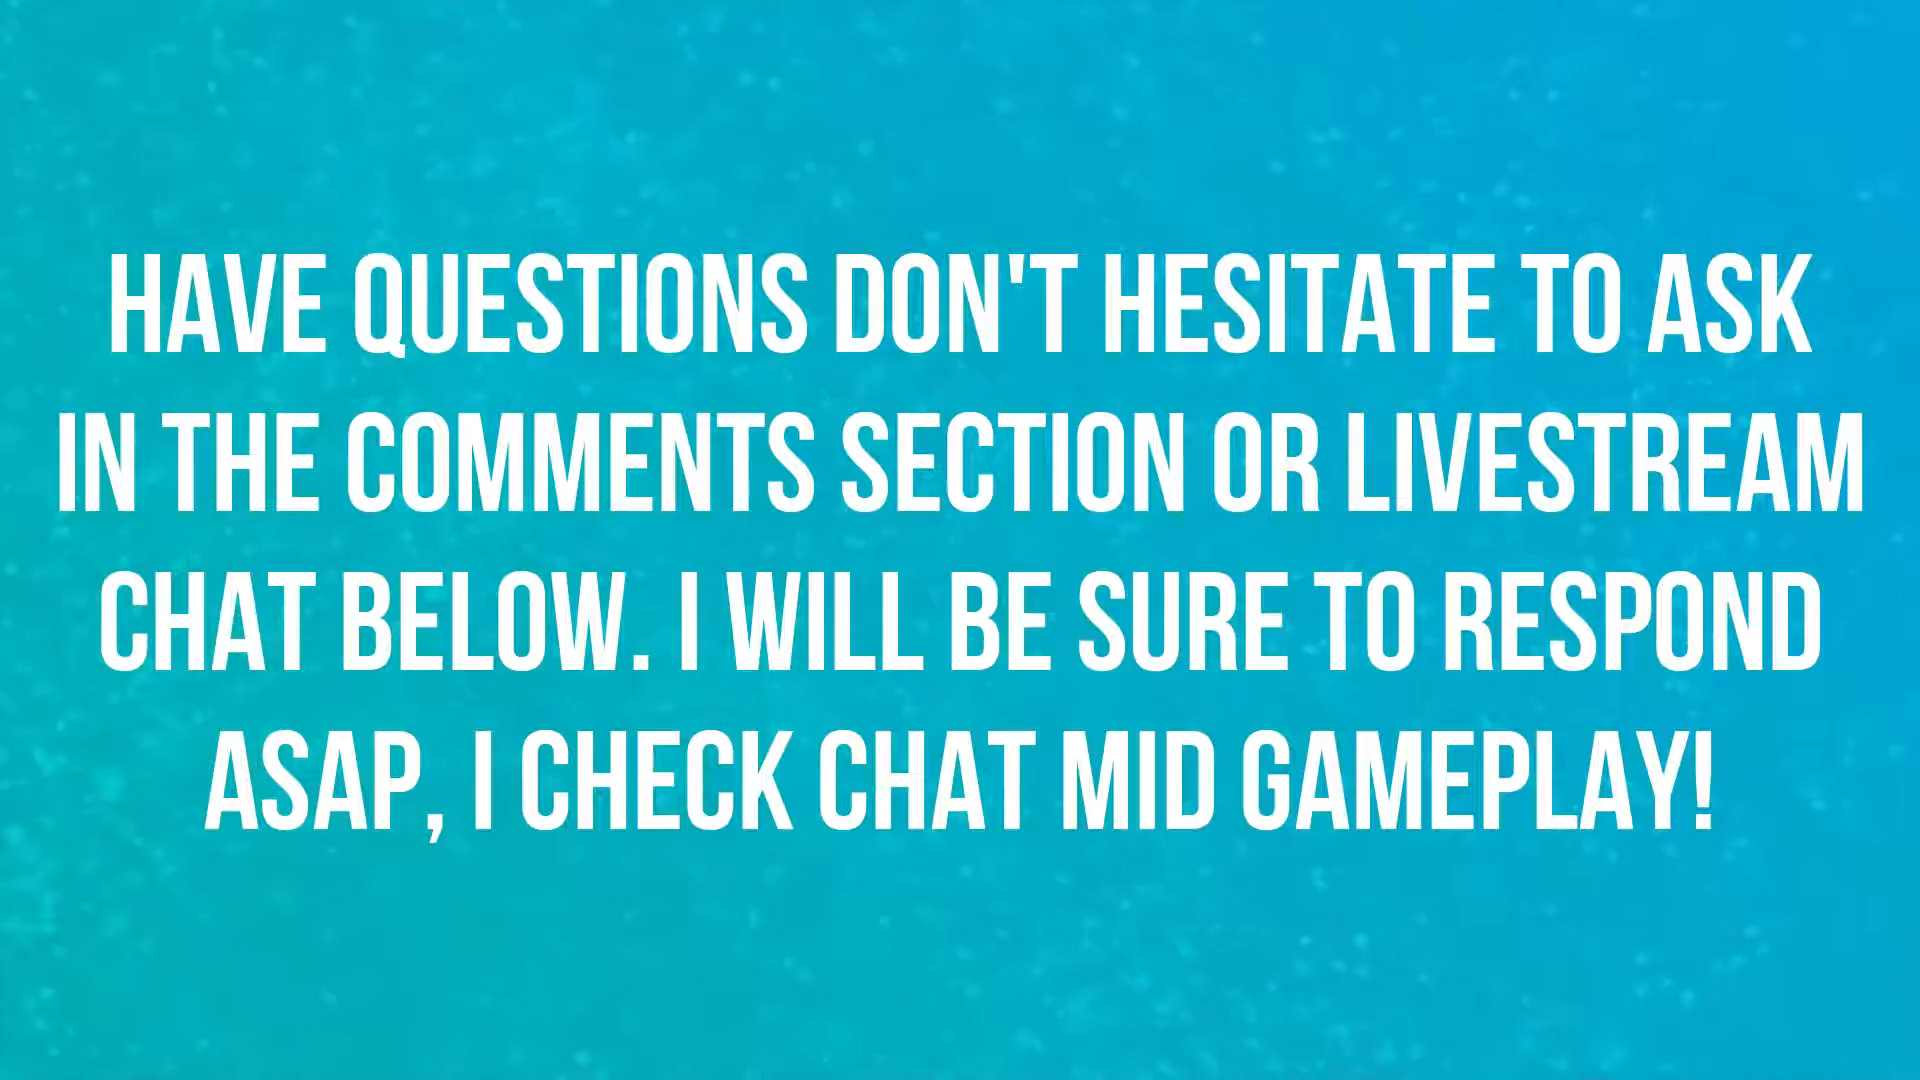 HAVE QUESTIONS DON'T HESITATE TO ASK
IN THE COMMENTS SECTION OR LIVESTREAM
CHAT BELOW. I WILL BE SURE TO RESPOND
ASAP, I CHECK CHAT MID GAMEPLAY!